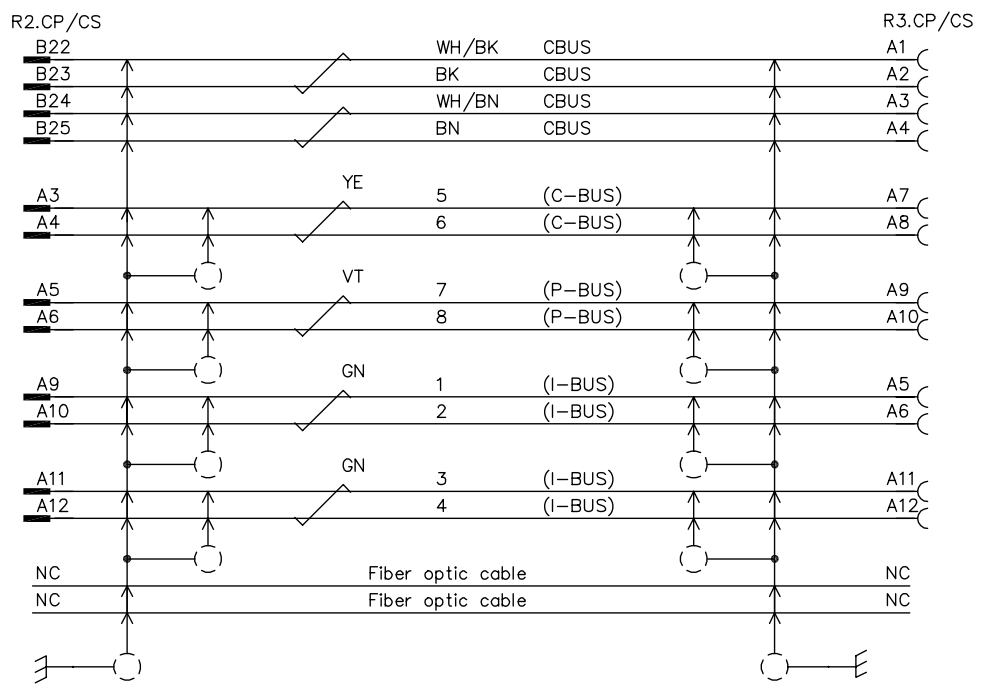 R2.CP/CS R3.CP/CS
B22 WH/BK CBUS A1
B23 BK CBUS A2
B24 WH/BN CBUS A3
B25 BN CBUS A4
YE
A3 5 (C-BUS) A7
A4 6 (C-BUS) A8
VT
A5 7 (P-BUS) A9
A6 8 (P-BUS) A10
GN
A9 1 (I-BUS) A5
A10 2 (I-BUS) A6
GN
A11 3 (I-BUS) A11
A12 4 (I-BUS) A12
NC Fiber optic cable NC
NC Fiber optic cable NC